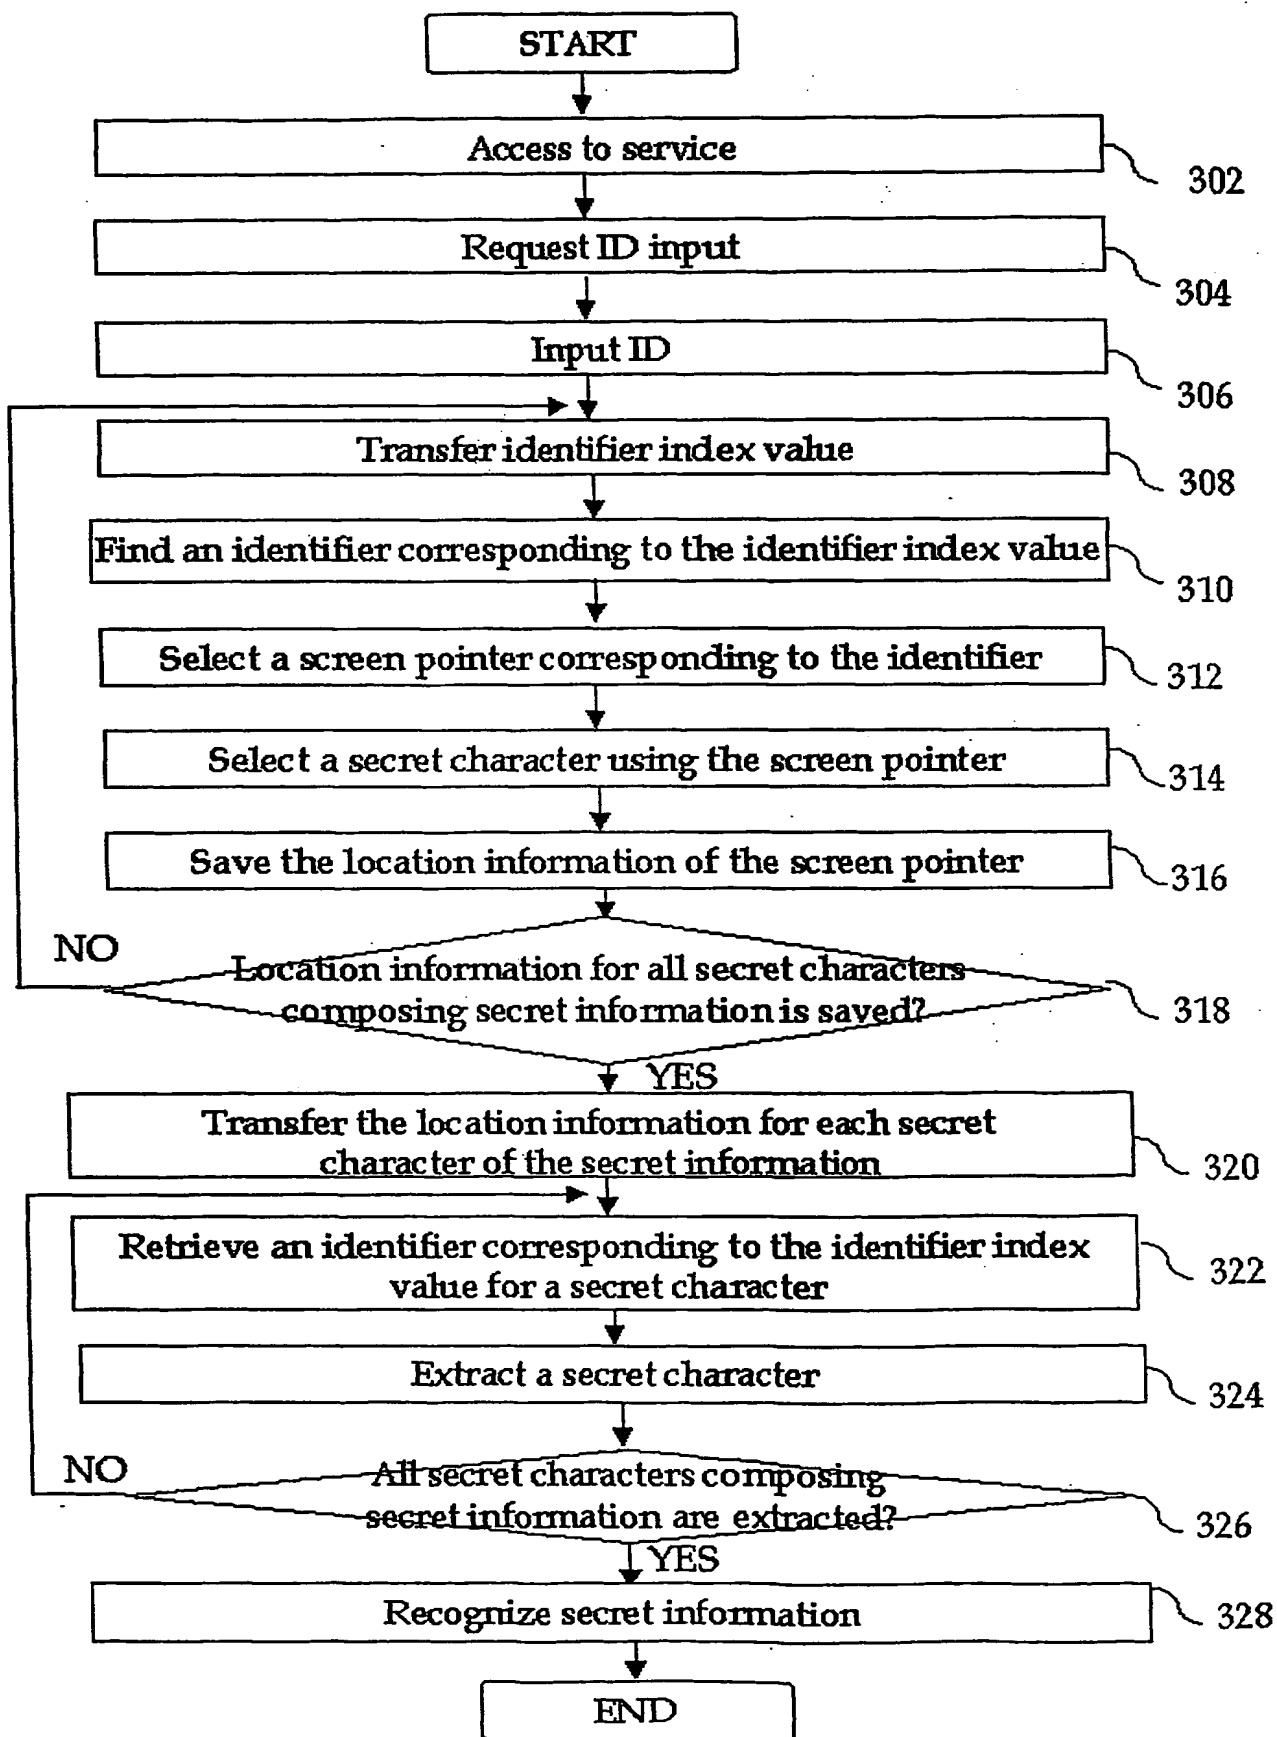 START
Access to service
302
Request ID input
304
Input ID
306
Transfer identifier index value
308
Find an identifier corresponding to the identifier index value
310
Select a screen pointer corresponding to the identifier
312
Select a secret character using the screen pointer
314
Save the location information of the screen pointer
316
NO
Location information for all secret characters
composing secret information is saved?
318
YES
Transfer the location information for each secret
character of the secret information
320
Retrieve an identifier corresponding to the identifier index
value for a secret character
322
Extract a secret character
324
NO
All secret characters composing
secret information are extracted?
326
YES
Recognize secret information
328
END